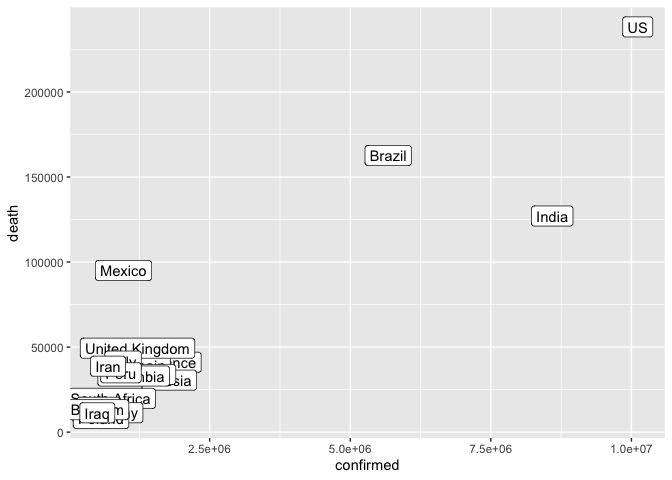 US
200000
Brazil
150000
India
death
Mexico
100000
United Kingdom
50000
Iran
Peru
South Africa
Iraq
0
2.5e+06 5.0e+06 7.5e+06 1.0e+07
confirmed